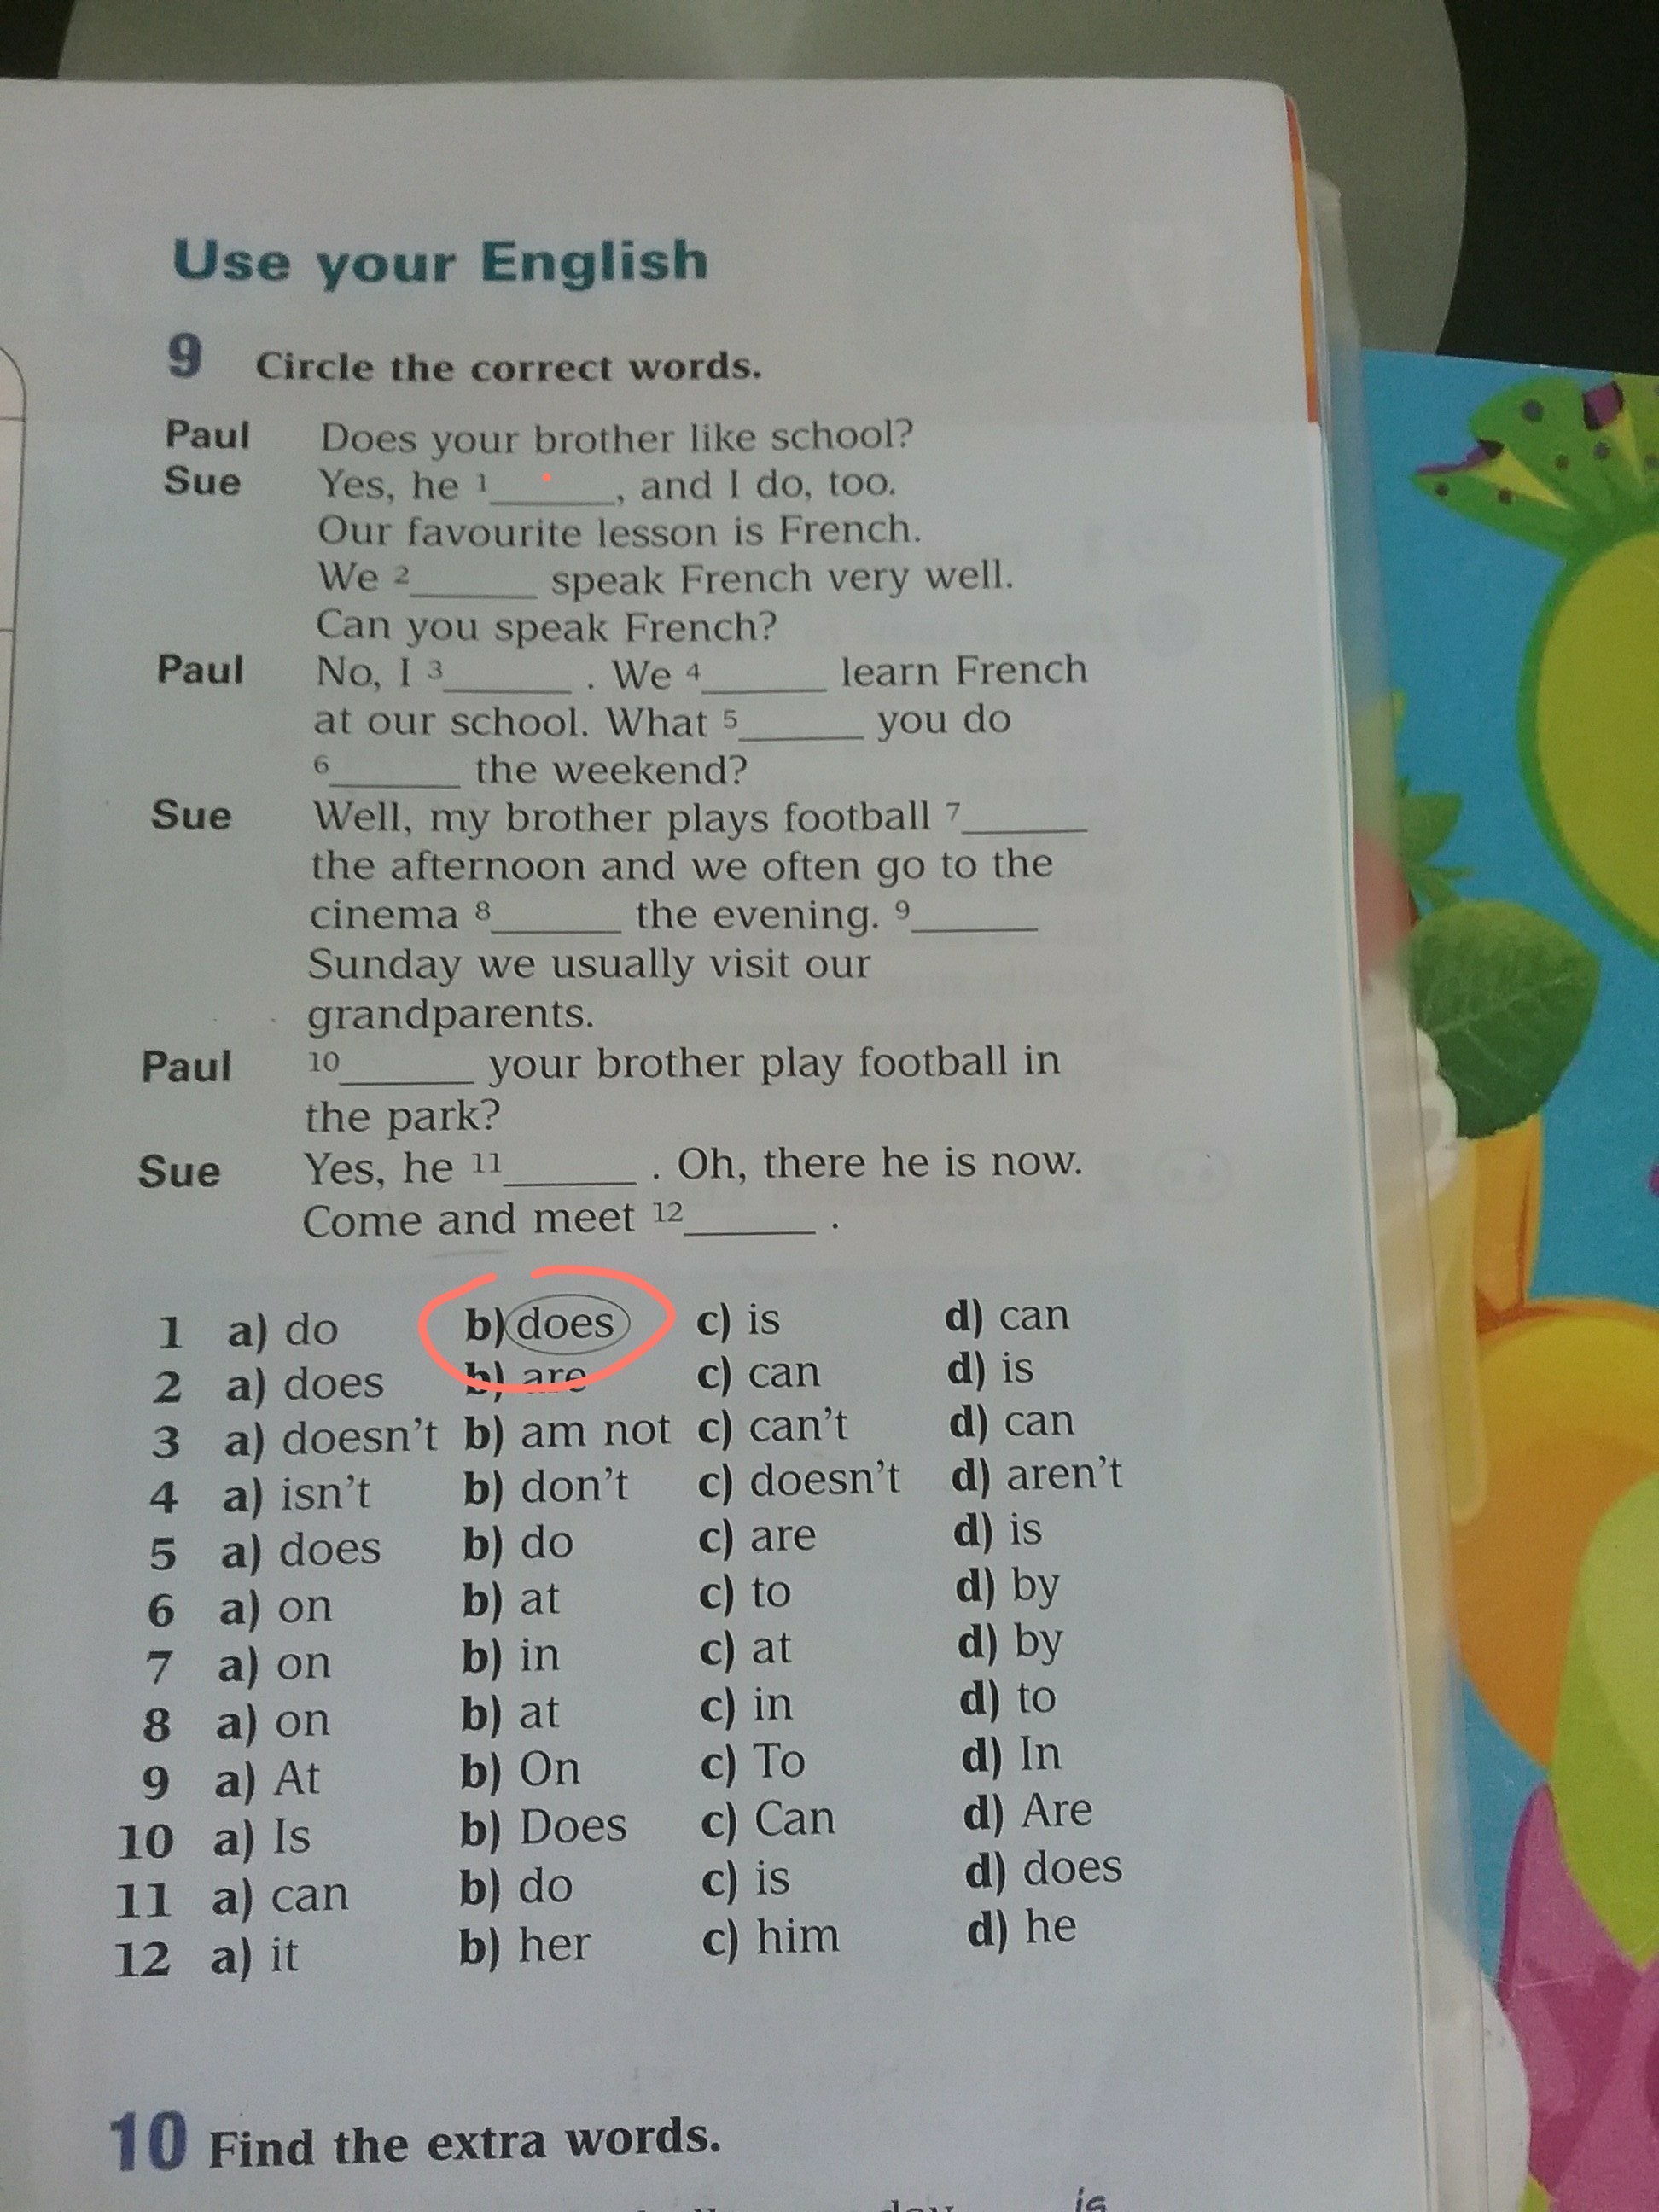 Use your English
9 Circle the correct words.
Paul Does your brother like school?
Sue Yes, he 1______, and I do, too.
Our favourite lesson is French.
We 2______ speak French very well.
Can you speak French?
Paul No, I 3______ . We 4______ learn French
at our school. What 5______ you do
6______ the weekend?
Sue Well, my brother plays football 7______
the afternoon and we often go to the
cinema 8______ the evening. 9______
Sunday we usually visit our
grandparents.
Paul 10______ your brother play football in
the park?
Sue Yes, he 11______ . Oh, there he is now.
Come and meet 12______ .
1 a) do b) does c) is d) can
2 a) does b) are c) can d) is
3 a) doesn't b) am not c) can't d) can
4 a) isn't b) don't c) doesn't d) aren't
5 a) does b) do c) are d) is
6 a) on b) at c) to d) by
7 a) on b) in c) at d) by
8 a) on b) at c) in d) to
9 a) At b) On c) To d) In
10 a) Is b) Does c) Can d) Are
11 a) can b) do c) is d) does
12 a) it b) her c) him d) he
10 Find the extra words.
is